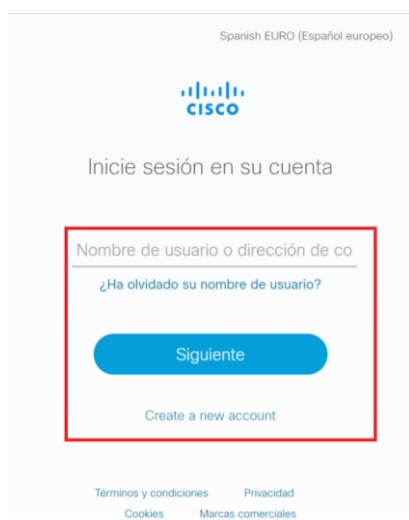 Spanish EURO (Español europeo)
CISCO
Inicie sesión en su cuenta
Nombre de usuario o dirección de co
¿Ha olvidado su nombre de usuario?
Siguiente
Create a new account
Términos y condiciones Privacidad
Cookies Marcas comerciales